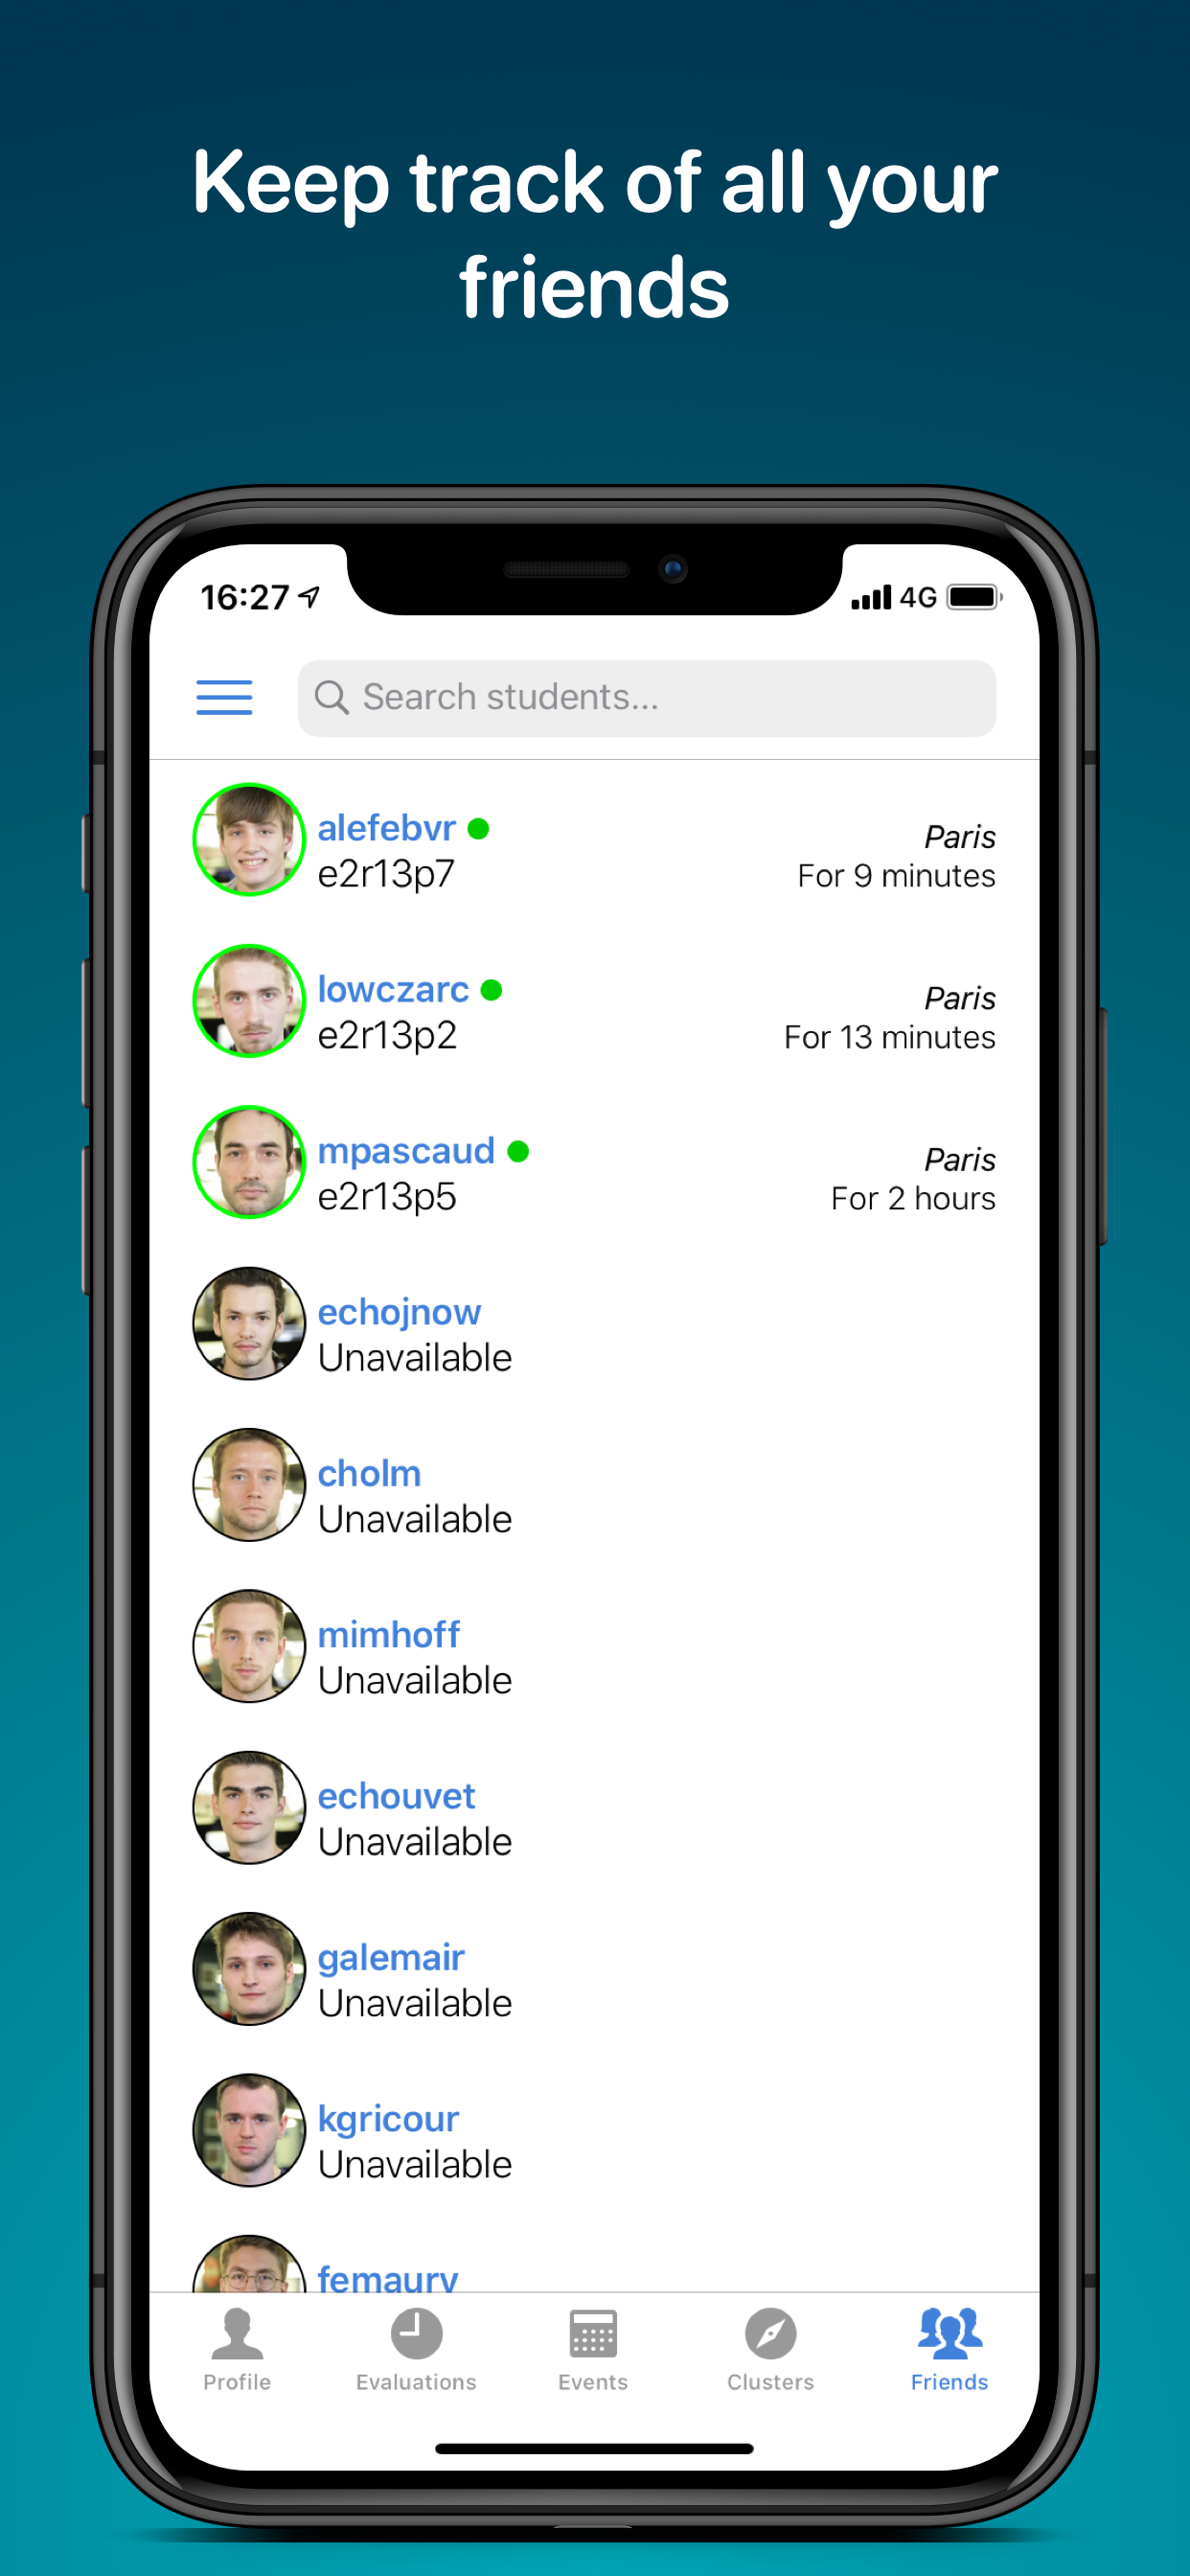 Keep track of all your
friends
16:27
4G
Search students...
alefebvr
e2r13p7
Paris
For 9 minutes
lowczarc
e2r13p2
Paris
For 13 minutes
mpascaud
e2r13p5
Paris
For 2 hours
echojnow
Unavailable
cholm
Unavailable
mimhoff
Unavailable
echouvet
Unavailable
galemair
Unavailable
kgricour
Unavailable
femaury
Profile
Evaluations
Events
Clusters
Friends